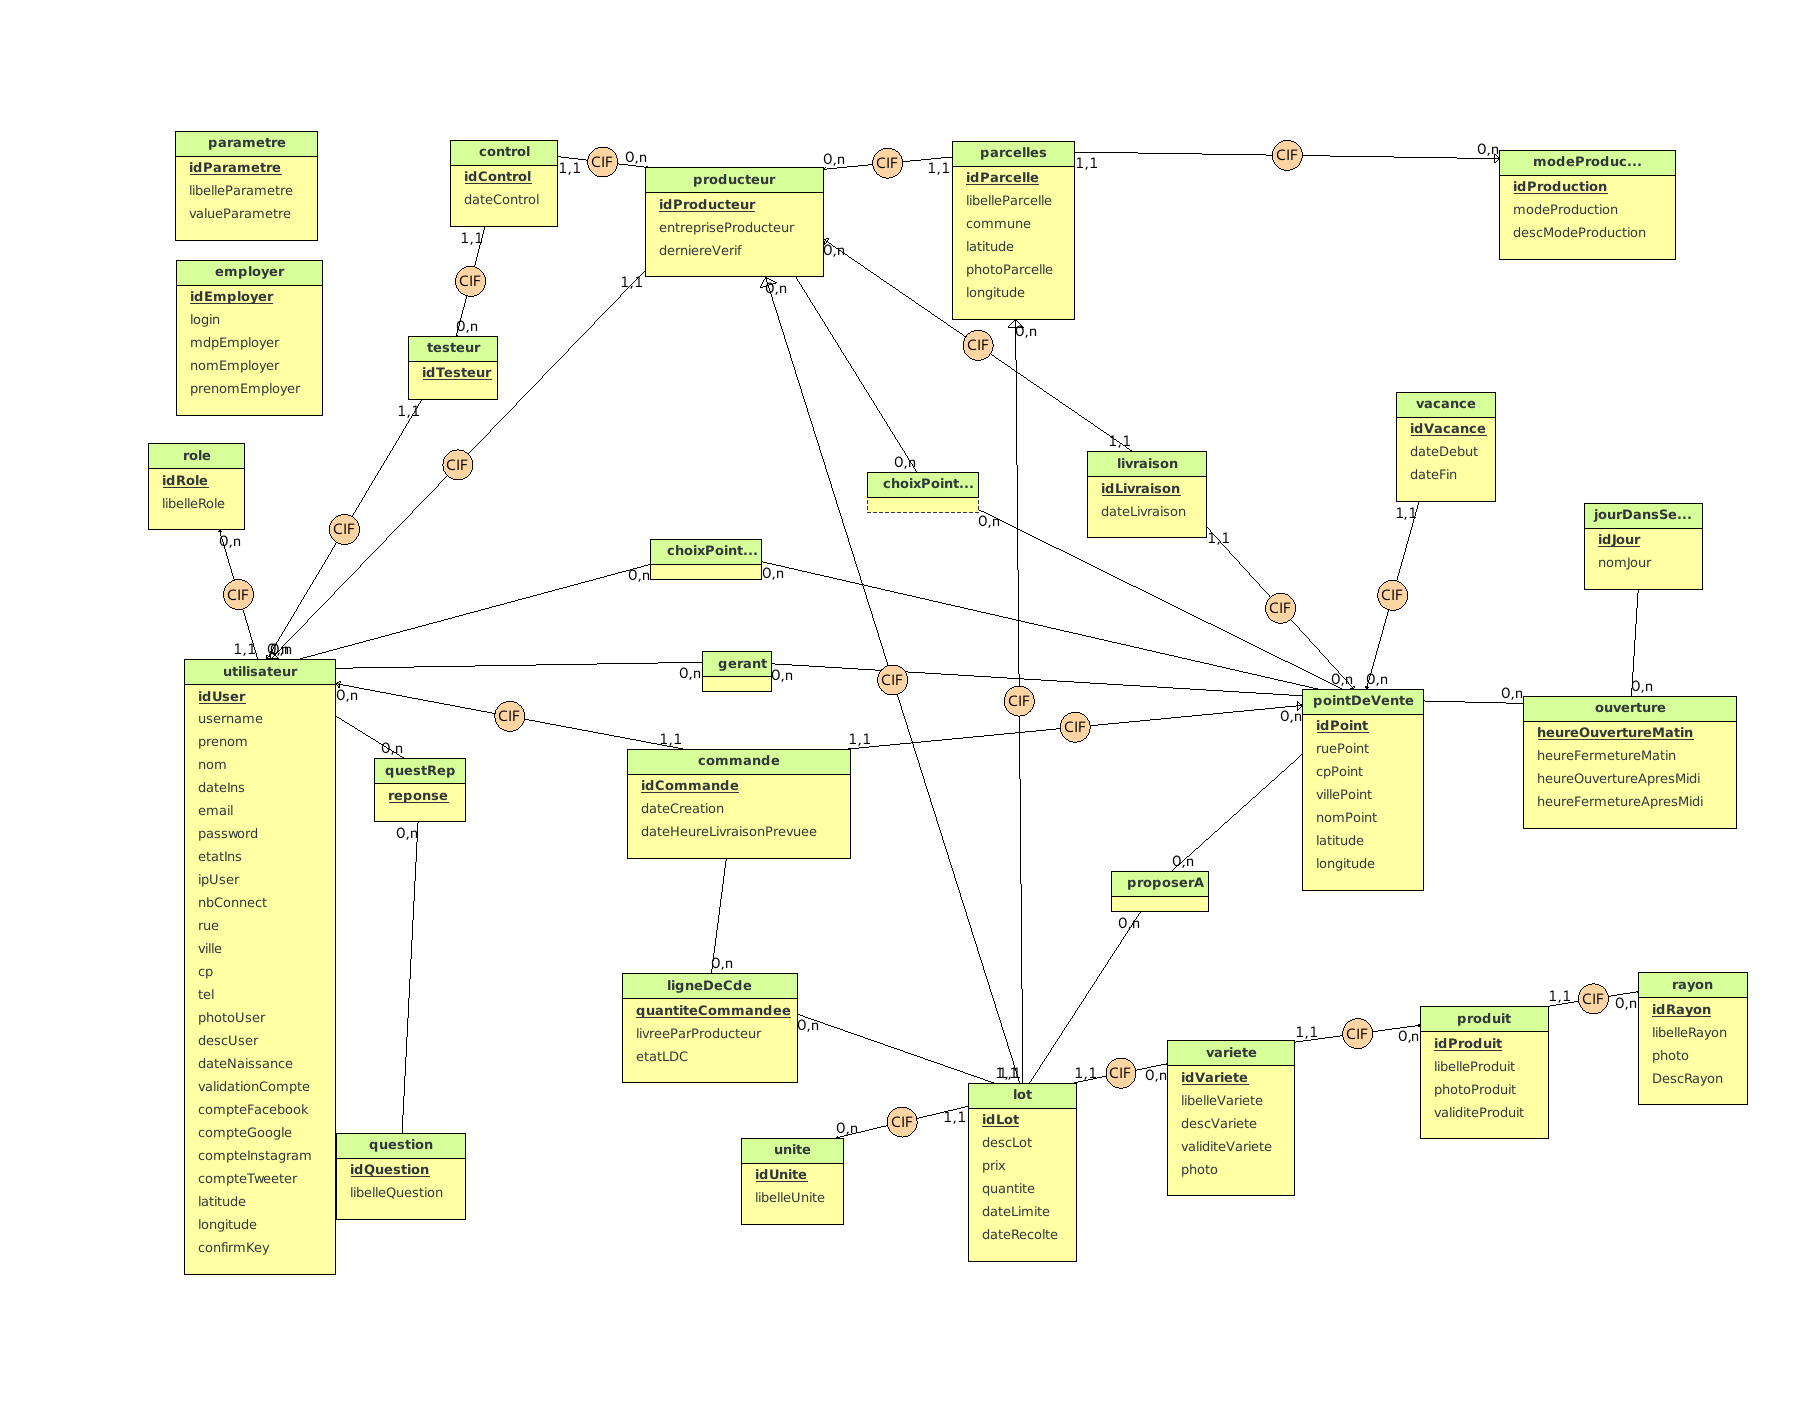 parametre
idParametre
libelleParametre
valueParametre
employer
idEmployer
login
mdpEmployer
nomEmployer
prenomEmployer
role
idRole
libelleRole
0,n
CIF
1,1
control
idControl
dateControl
1,1
CIF
0,n
1,1
CIF
0,n
testeur
idTesteur
1,1
CIF
producteur
idProducteur
entrepriseProducteur
derniereVerif
1,1
CIF
0,n
0,n
CIF
1,1
0,n
parcelles
idParcelle
libelleParcelle
commune
latitude
photoParcelle
longitude
1,1
CIF
0,n
0,n
CIF
modeProduc...
idProduction
modeProduction
descModeProduction
vacance
idVacance
dateDebut
dateFin
1,1
CIF
0,n
1,1
livraison
idLivraison
dateLivraison
1,1
CIF
0,n
0,n
choixPoint...
0,n
jourDansSe...
idJour
nomJour
0,n
choixPoint...
0,n
0,n
0,n
gerant
0,n
CIF
CIF
utilisateur
idUser
username
prenom
nom
dateIns
email
password
etatIns
ipUser
nbConnect
rue
ville
cp
tel
photoUser
descUser
dateNaissance
validationCompte
compteFacebook
compteGoogle
compteInstagram
compteTweeter
latitude
longitude
confirmKey
0,n
CIF
1,1
0,n
questRep
reponse
0,n
question
idQuestion
libelleQuestion
commande
idCommande
dateCreation
dateHeureLivraisonPrevuee
1,1
CIF
0,n
pointDeVente
idPoint
ruePoint
cpPoint
villePoint
nomPoint
latitude
longitude
0,n
ouverture
heureOuvertureMatin
heureFermetureMatin
heureOuvertureApresMidi
heureFermetureApresMidi
0,n
proposerA
0,n
0,n
ligneDeCde
quantiteCommandee
livreeParProducteur
etatLDC
0,n
1,1
lot
idLot
descLot
prix
quantite
dateLimite
dateRecolte
1,1
CIF
0,n
unite
idUnite
libelleUnite
1,1
CIF
0,n
variete
idVariete
libelleVariete
descVariete
validiteVariete
photo
1,1
CIF
0,n
produit
idProduit
libelleProduit
photoProduit
validiteProduit
1,1
CIF
0,n
rayon
idRayon
libelleRayon
photo
DescRayon